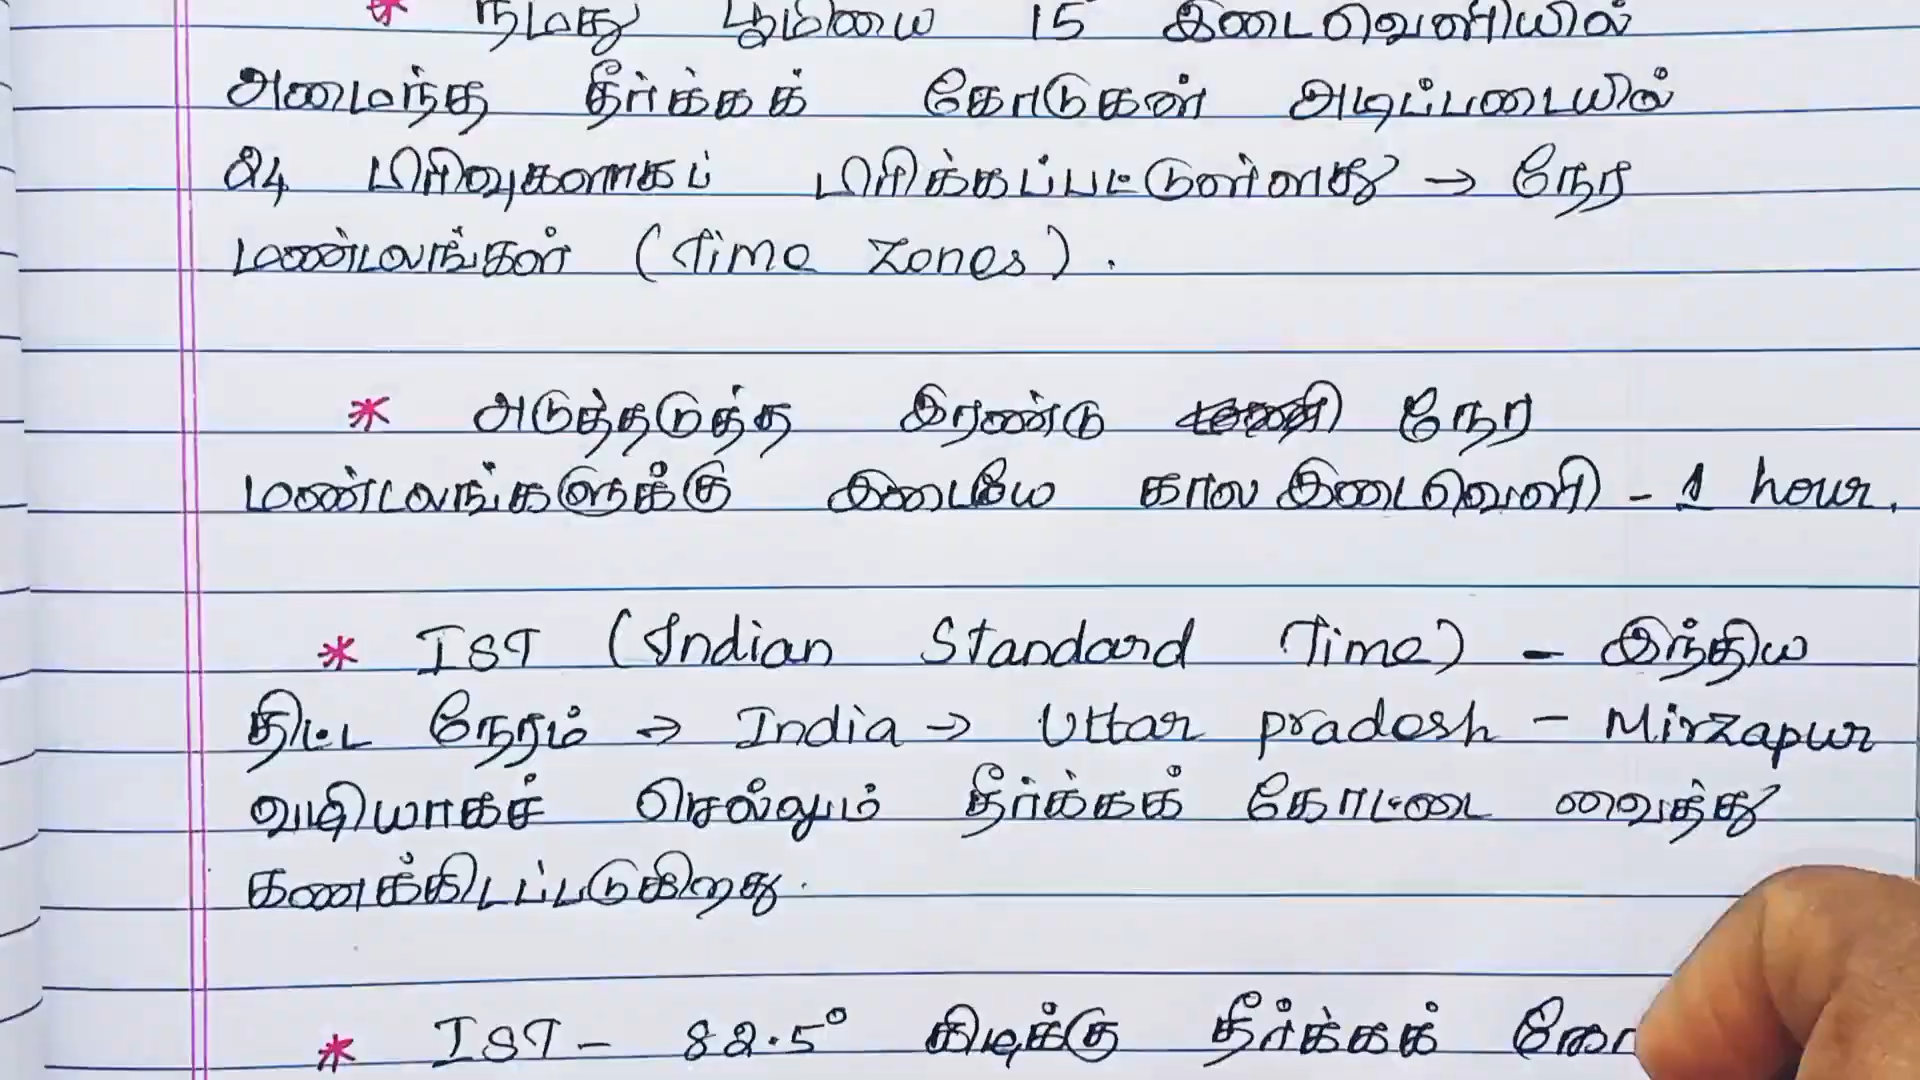 * நமது பூமியை 15 இடைவெளியில்
அமைந்த தீர்க்கக் கோடுகள் அடிப்படையில்
24 பிரிவுகளாகப் பிரிக்கப்பட்டுள்ளது → நேர
மண்டலங்கள் (Time Zones).
* அடுத்தடுத்த இரண்டு நேர
மண்டலங்களுக்கு இடையே கால இடைவெளி - 1 hour.
* IST (Indian Standard Time) - இந்திய
திட்ட நேரம் → India → Uttar pradesh - Mirzapur
வழியாகச் செல்லும் தீர்க்கக் கோட்டை வைத்து
கணக்கிடப்படுகிறது.
* IST - 82.5° கிழக்கு தீர்க்கக்